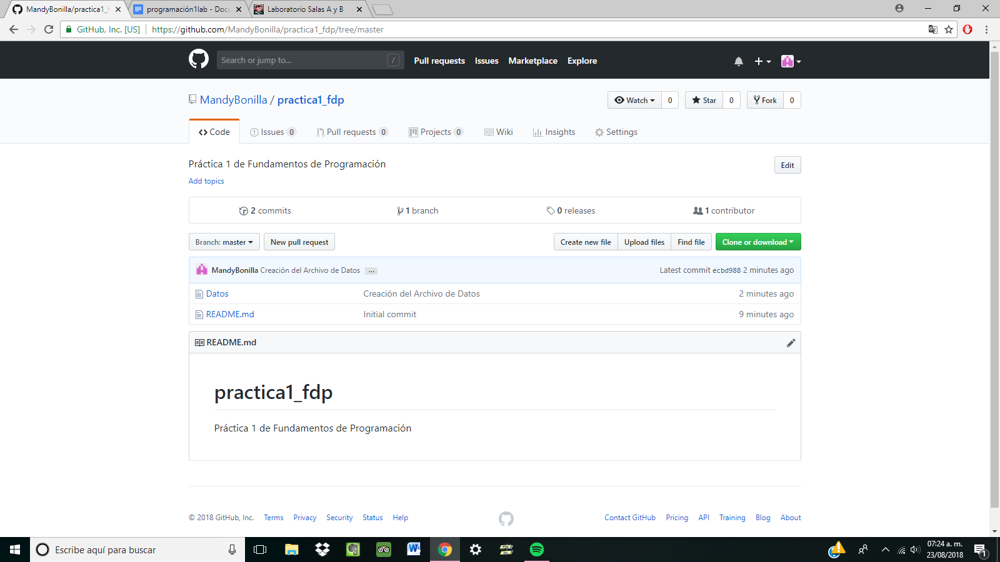 MandyBonilla/practica1_f
programación1lab - Docu
Laboratorio Salas A y B
GitHub, Inc. [US]
https://github.com/MandyBonilla/practica1_fdp/tree/master
Search or jump to...
/
Pull requests
Issues
Marketplace
Explore
MandyBonilla / practica1_fdp
Watch 0
Star 0
Fork 0
Code
Issues 0
Pull requests 0
Projects 0
Wiki
Insights
Settings
Práctica 1 de Fundamentos de Programación
Edit
Add topics
2 commits
1 branch
0 releases
1 contributor
Branch: master
New pull request
Create new file
Upload files
Find file
Clone or download
MandyBonilla Creación del Archivo de Datos ...
Latest commit ecbd988 2 minutes ago
Datos
Creación del Archivo de Datos
2 minutes ago
README.md
Initial commit
9 minutes ago
README.md
practica1_fdp
Práctica 1 de Fundamentos de Programación
© 2018 GitHub, Inc.
Terms
Privacy
Security
Status
Help
Contact GitHub
Pricing
API
Training
Blog
About
Escribe aquí para buscar
07:24 a. m.
23/08/2018
1